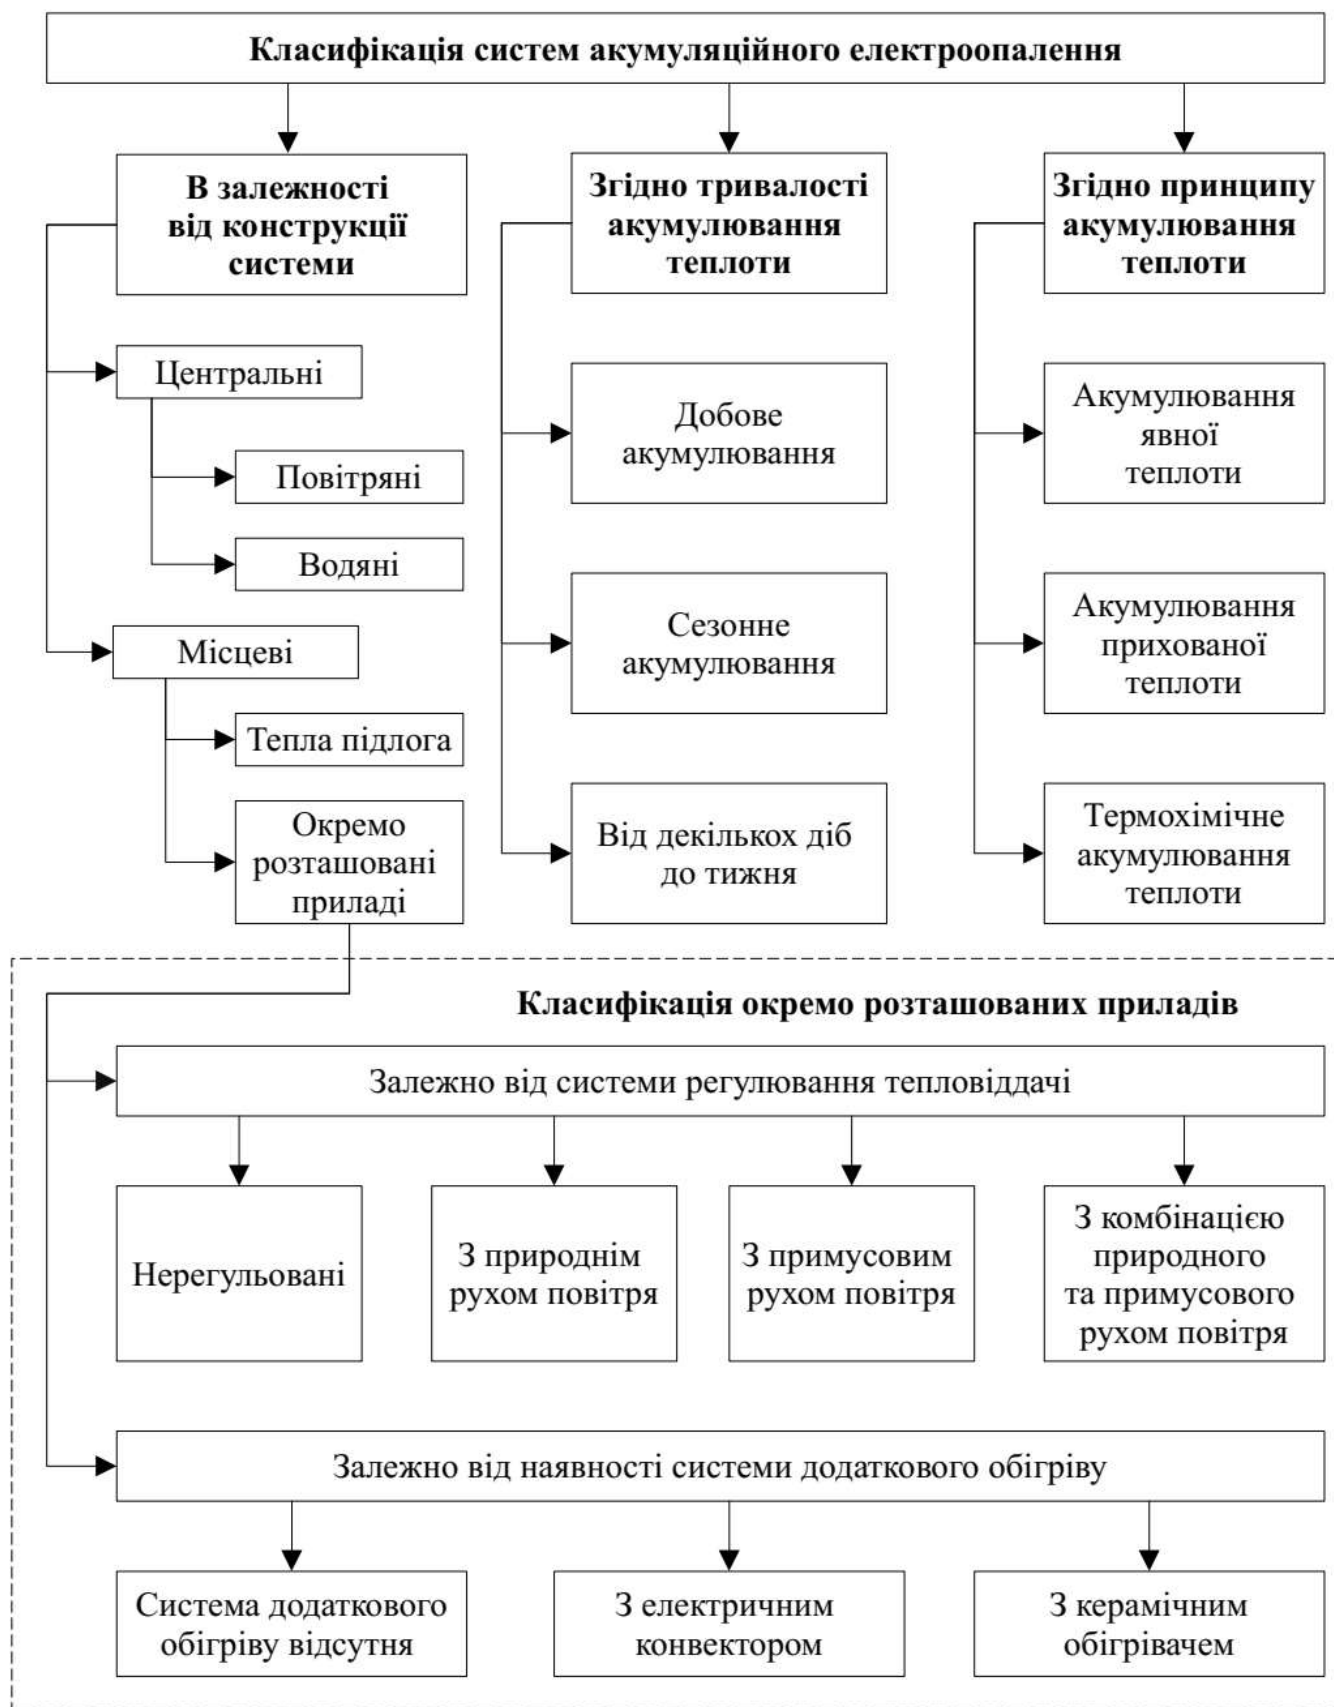 Класифікація систем акумуляційного електроопалення
В залежності
від конструкції
системи
Центральні
Повітряні
Водяні
Місцеві
Тепла підлога
Окремо
розташовані
приладі
Згідно тривалості
акумулювання
теплоти
Добове
акумулювання
Сезонне
акумулювання
Від декількох діб
до тижня
Згідно принципу
акумулювання
теплоти
Акумулювання
явної
теплоти
Акумулювання
прихованої
теплоти
Термохімічне
акумулювання
теплоти
Класифікація окремо розташованих приладів
Залежно від системи регулювання тепловіддачі
Нерегульовані
З природнім
рухом повітря
З примусовим
рухом повітря
З комбінацією
природного
та примусового
рухом повітря
Залежно від наявності системи додаткового обігріву
Система додаткового
обігріву відсутня
З електричним
конвектором
З керамічним
обігрівачем